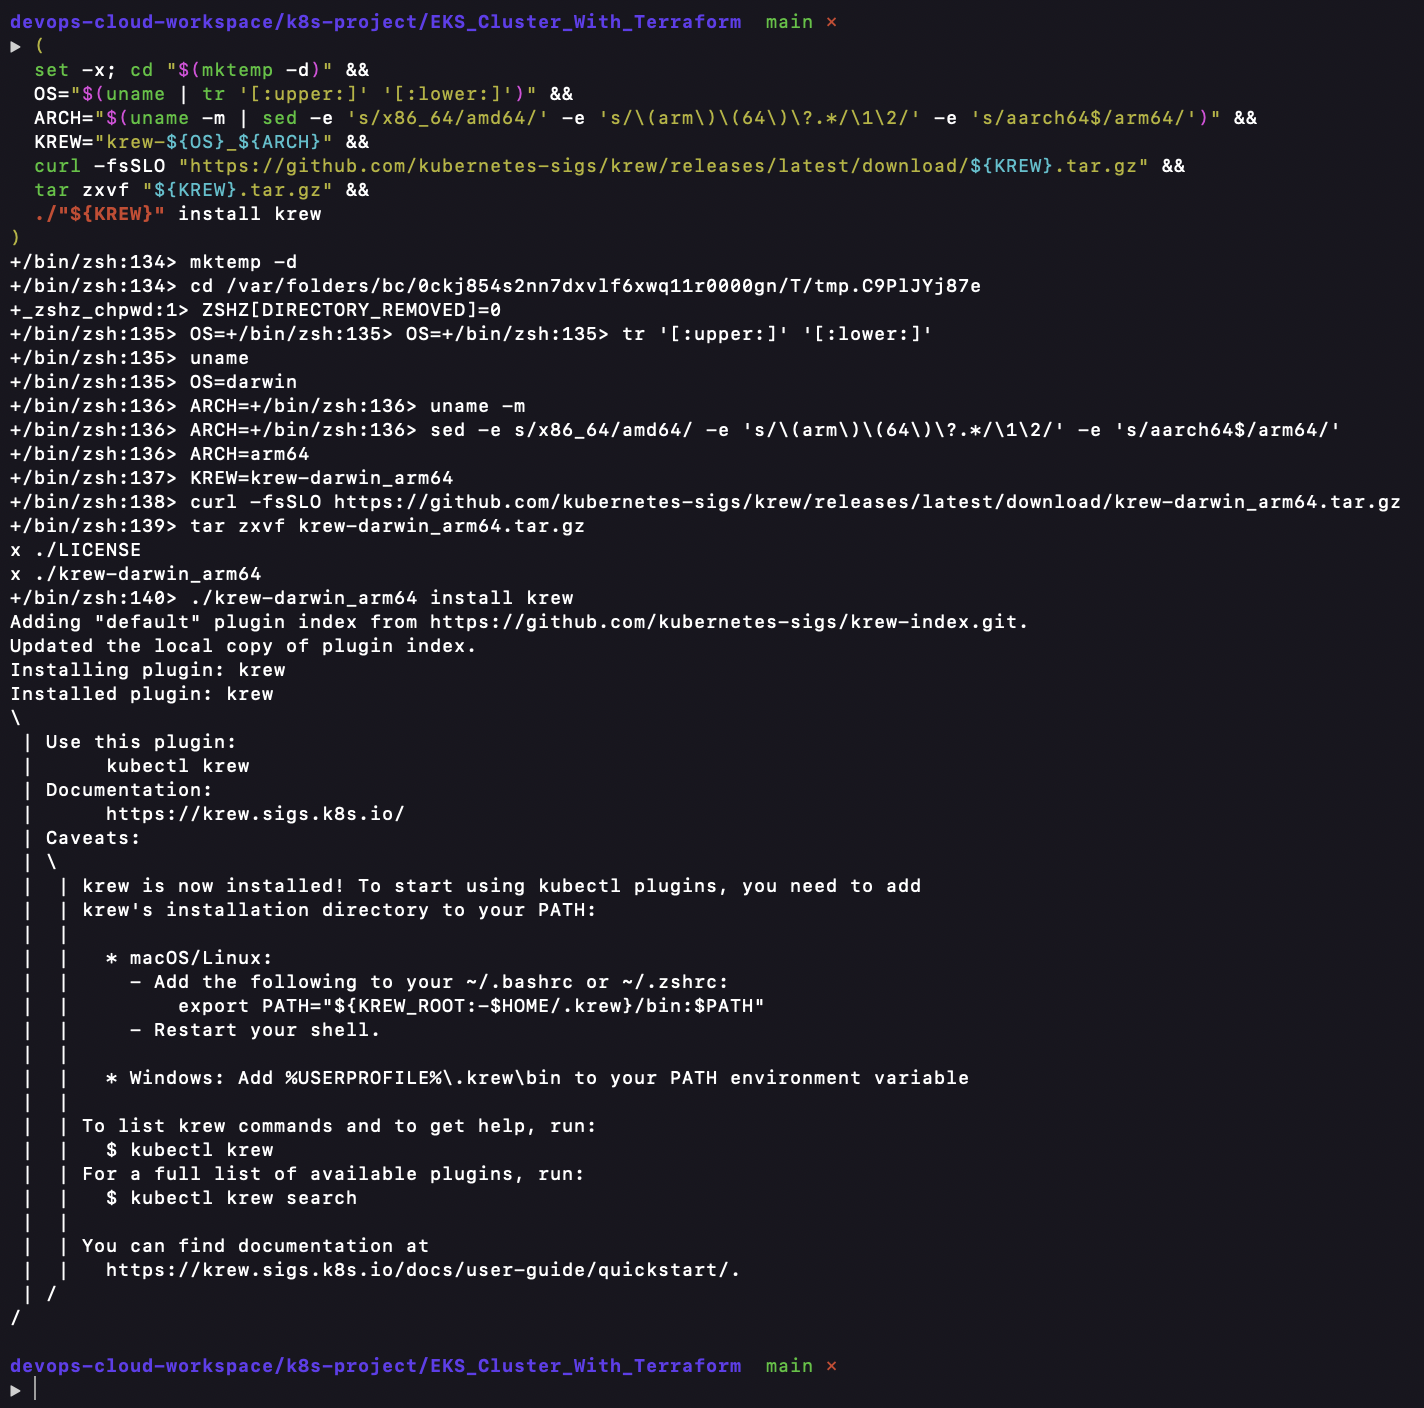 devops-cloud-workspace/k8s-project/EKS_Cluster_With_Terraform  main ×
▶ (
  set -x; cd "$(mktemp -d)" &&
  OS="$(uname | tr '[:upper:]' '[:lower:]')" &&
  ARCH="$(uname -m | sed -e 's/x86_64/amd64/' -e 's/\(arm\)\(64\)\?.*/\1\2/' -e 's/aarch64$/arm64/')" &&
  KREW="krew-${OS}_${ARCH}" &&
  curl -fsSLO "https://github.com/kubernetes-sigs/krew/releases/latest/download/${KREW}.tar.gz" &&
  tar zxvf "${KREW}.tar.gz" &&
  ./"${KREW}" install krew
)
+/bin/zsh:134> mktemp -d
+/bin/zsh:134> cd /var/folders/bc/0ckj854s2nn7dxvlf6xwq11r0000gn/T/tmp.C9PlJYj87e
+_zshz_chpwd:1> ZSHZ[DIRECTORY_REMOVED]=0
+/bin/zsh:135> OS=+/bin/zsh:135> OS=+/bin/zsh:135> tr '[:upper:]' '[:lower:]'
+/bin/zsh:135> uname
+/bin/zsh:135> OS=darwin
+/bin/zsh:136> ARCH=+/bin/zsh:136> uname -m
+/bin/zsh:136> ARCH=+/bin/zsh:136> sed -e s/x86_64/amd64/ -e 's/\(arm\)\(64\)\?.*/\1\2/' -e 's/aarch64$/arm64/'
+/bin/zsh:136> ARCH=arm64
+/bin/zsh:137> KREW=krew-darwin_arm64
+/bin/zsh:138> curl -fsSLO https://github.com/kubernetes-sigs/krew/releases/latest/download/krew-darwin_arm64.tar.gz
+/bin/zsh:139> tar zxvf krew-darwin_arm64.tar.gz
x ./LICENSE
x ./krew-darwin_arm64
+/bin/zsh:140> ./krew-darwin_arm64 install krew
Adding "default" plugin index from https://github.com/kubernetes-sigs/krew-index.git.
Updated the local copy of plugin index.
Installing plugin: krew
Installed plugin: krew
\
 | Use this plugin:
 |      kubectl krew
 | Documentation:
 |      https://krew.sigs.k8s.io/
 | Caveats:
 | \
 |  | krew is now installed! To start using kubectl plugins, you need to add
 |  | krew's installation directory to your PATH:
 |  |
 |  |   * macOS/Linux:
 |  |     - Add the following to your ~/.bashrc or ~/.zshrc:
 |  |         export PATH="${KREW_ROOT:-$HOME/.krew}/bin:$PATH"
 |  |     - Restart your shell.
 |  |
 |  |   * Windows: Add %USERPROFILE%\.krew\bin to your PATH environment variable
 |  |
 |  | To list krew commands and to get help, run:
 |  |   $ kubectl krew
 |  | For a full list of available plugins, run:
 |  |   $ kubectl krew search
 |  |
 |  | You can find documentation at
 |  |   https://krew.sigs.k8s.io/docs/user-guide/quickstart/.
 | /
/
devops-cloud-workspace/k8s-project/EKS_Cluster_With_Terraform  main ×
▶